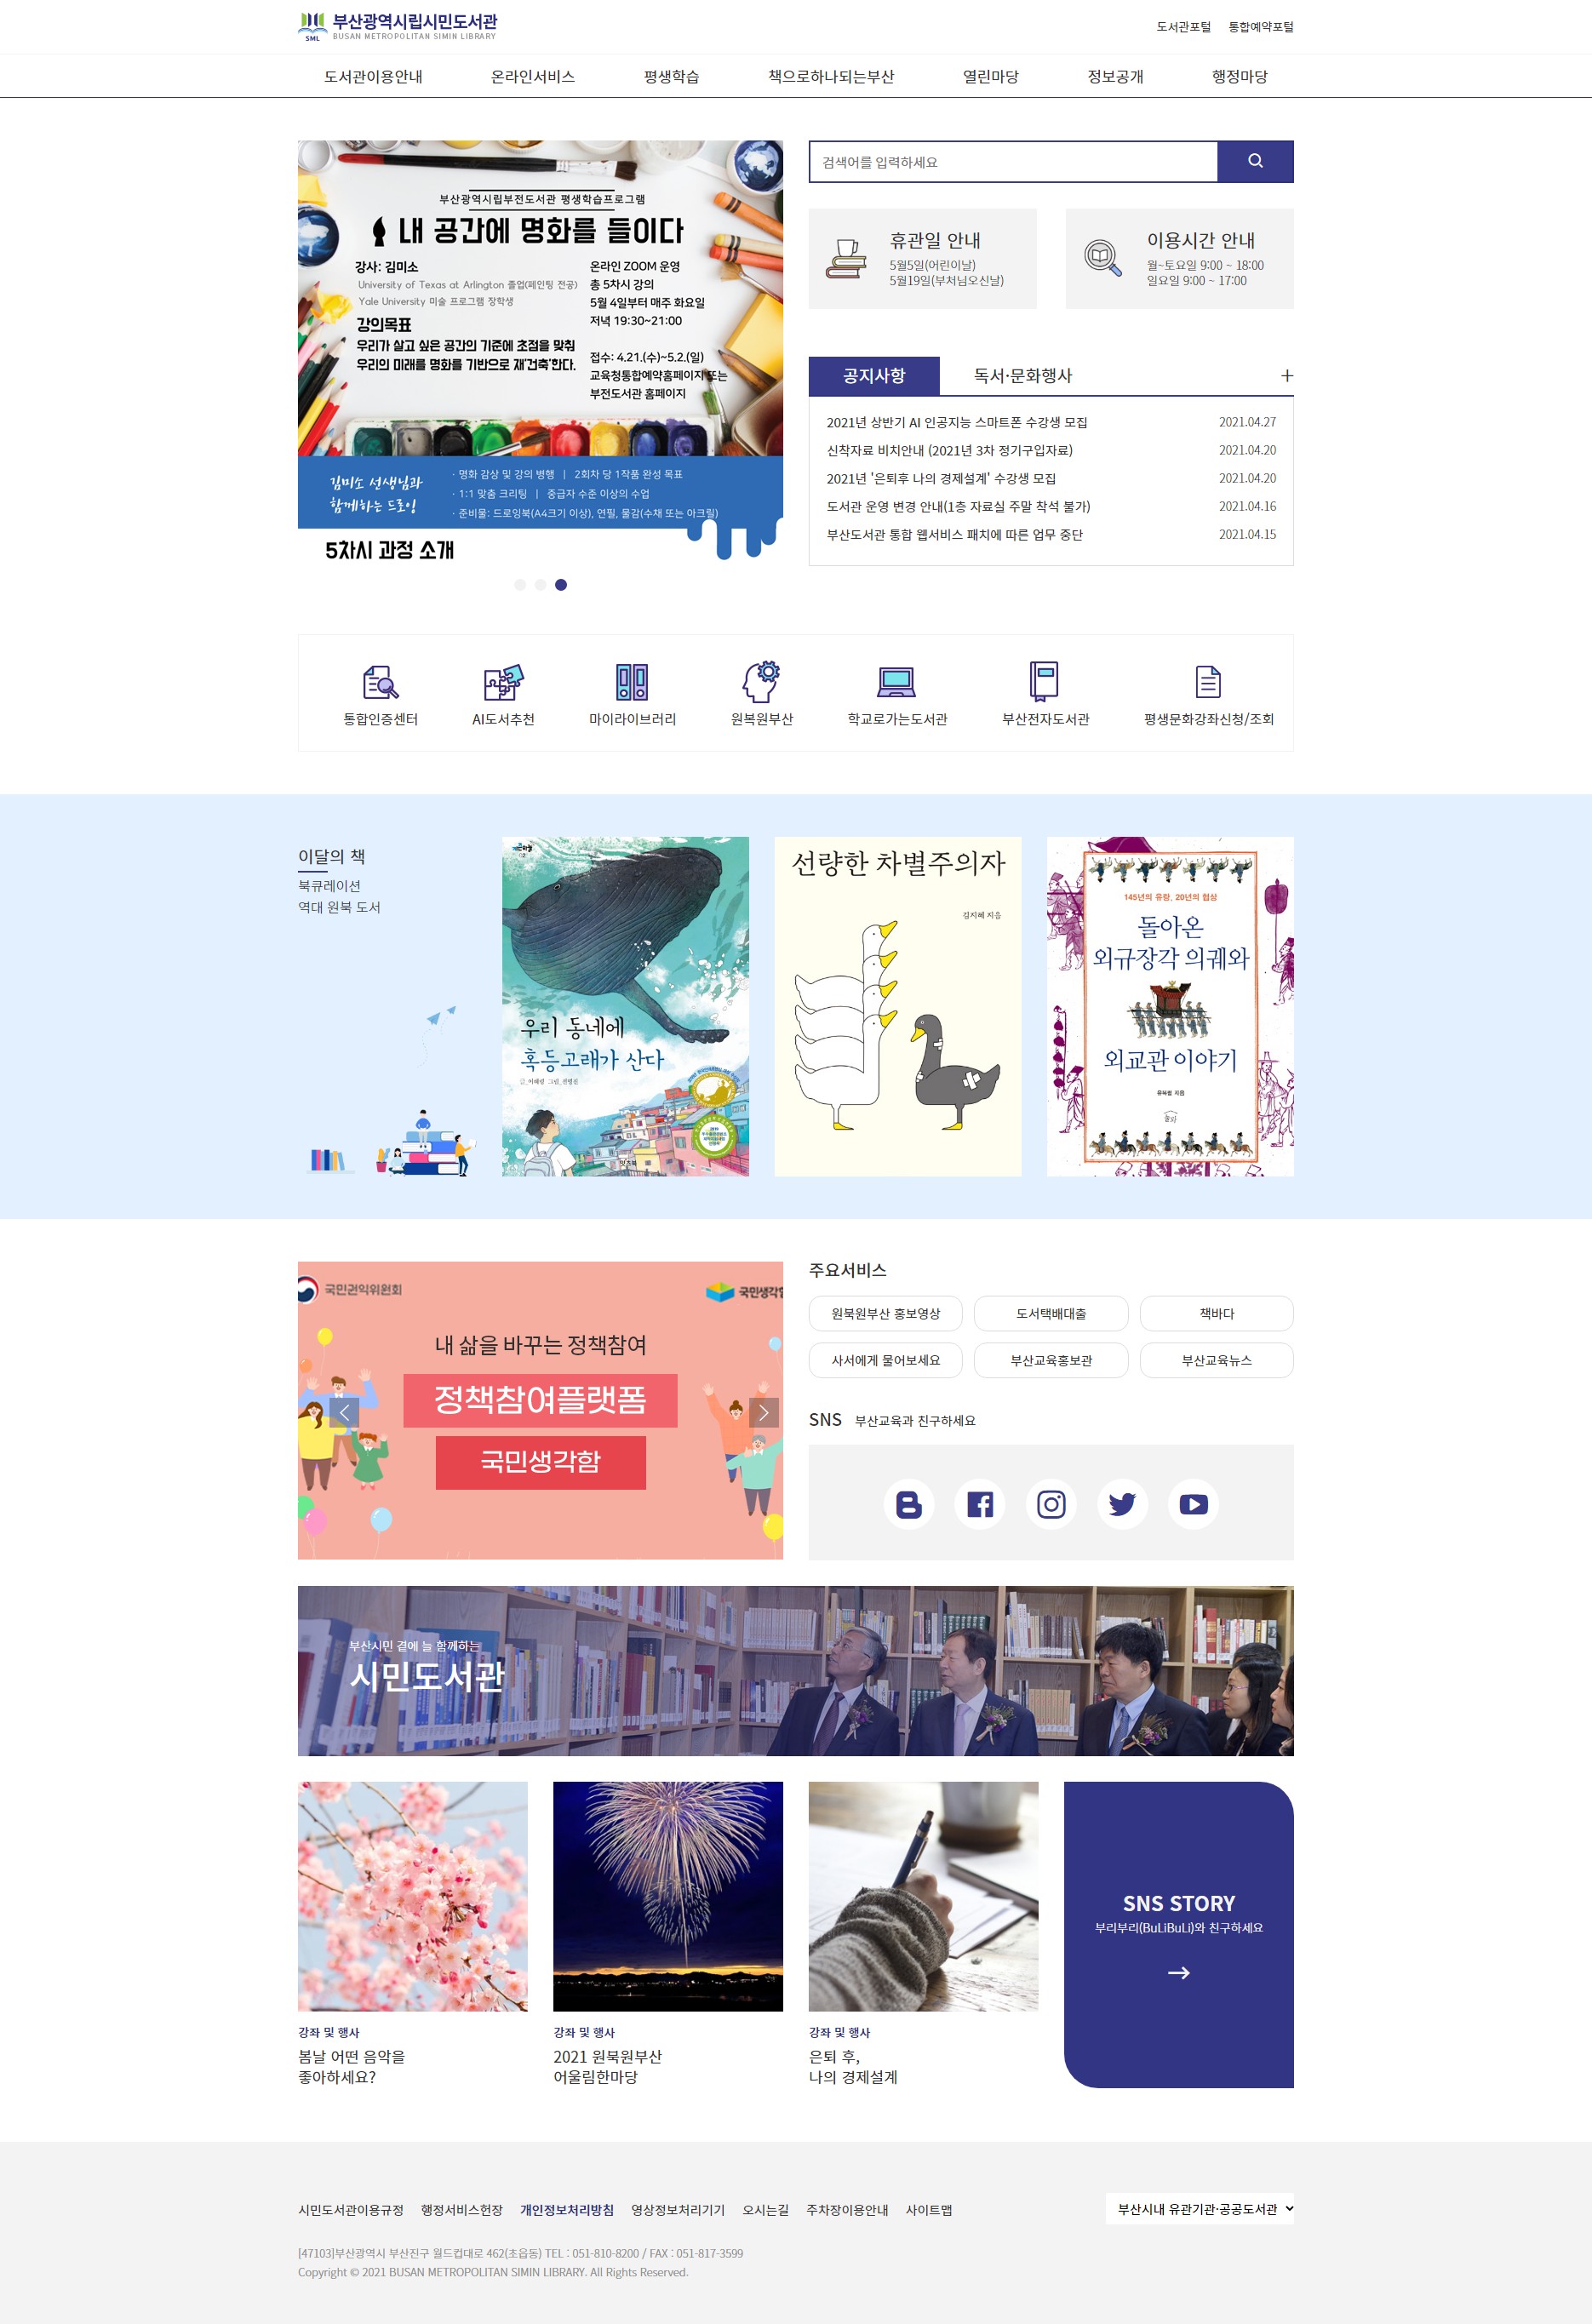 부산광역시립시민도서관
BUSAN METROPOLITAN SIMIN LIBRARY
SML
도서관포털 통합예약포털
도서관이용안내 온라인서비스 평생학습 책으로하나되는부산 열린마당 정보공개 행정마당
부산광역시립부전도서관 평생학습프로그램
내 공간에 명화를 들이다
강사: 김미소
University of Texas at Arlington 졸업(페인팅 전공)
Yale University 미술 프로그램 장학생
강의목표
우리가 살고 싶은 공간의 기준에 초점을 맞춰
우리의 미래를 명화를 기반으로 재'건축'한다.
온라인 ZOOM 운영
총 5차시 강의
5월 4일부터 매주 화요일
저녁 19:30~21:00
접수: 4.21.(수)~5.2.(일)
교육청통합예약홈페이지 또는
부전도서관 홈페이지
김미소 선생님과
함께하는 드로잉
· 명화 감상 및 강의 병행 | 2회차 당 1작품 완성 목표
· 1:1 맞춤 크리팅 | 중급자 수준 이상의 수업
· 준비물: 드로잉북(A4크기 이상), 연필, 물감(수채 또는 아크릴)
5차시 과정 소개
검색어를 입력하세요
휴관일 안내
5월5일(어린이날)
5월19일(부처님오신날)
이용시간 안내
월~토요일 9:00 ~ 18:00
일요일 9:00 ~ 17:00
공지사항 독서·문화행사 +
2021년 상반기 AI 인공지능 스마트폰 수강생 모집 2021.04.27
신착자료 비치안내 (2021년 3차 정기구입자료) 2021.04.20
2021년 '은퇴후 나의 경제설계' 수강생 모집 2021.04.20
도서관 운영 변경 안내(1층 자료실 주말 착석 불가) 2021.04.16
부산도서관 통합 웹서비스 패치에 따른 업무 중단 2021.04.15
통합인증센터 AI도서추천 마이라이브러리 원복원부산 학교로가는도서관 부산전자도서관 평생문화강좌신청/조회
이달의 책
북큐레이션
역대 원북 도서
우리 동네에
혹등고래가 산다
선량한 차별주의자
김지혜 지음
145년의 유랑, 20년의 협상
돌아온
외규장각 의궤와
외교관 이야기
유복렬 지음
눌와
국민권익위원회
국민생각함
내 삶을 바꾸는 정책참여
정책참여플랫폼
국민생각함
주요서비스
원북원부산 홍보영상 도서택배대출 책바다
사서에게 물어보세요 부산교육홍보관 부산교육뉴스
SNS 부산교육과 친구하세요
부산시민 곁에 늘 함께하는
시민도서관
강좌 및 행사
봄날 어떤 음악을
좋아하세요?
강좌 및 행사
2021 원북원부산
어울림한마당
강좌 및 행사
은퇴 후,
나의 경제설계
SNS STORY
부리부리(BuLiBuLi)와 친구하세요
시민도서관이용규정 행정서비스헌장 개인정보처리방침 영상정보처리기기 오시는길 주차장이용안내 사이트맵
부산시내 유관기관·공공도서관
[47103]부산광역시 부산진구 월드컵대로 462(초읍동) TEL : 051-810-8200 / FAX : 051-817-3599
Copyright © 2021 BUSAN METROPOLITAN SIMIN LIBRARY. All Rights Reserved.